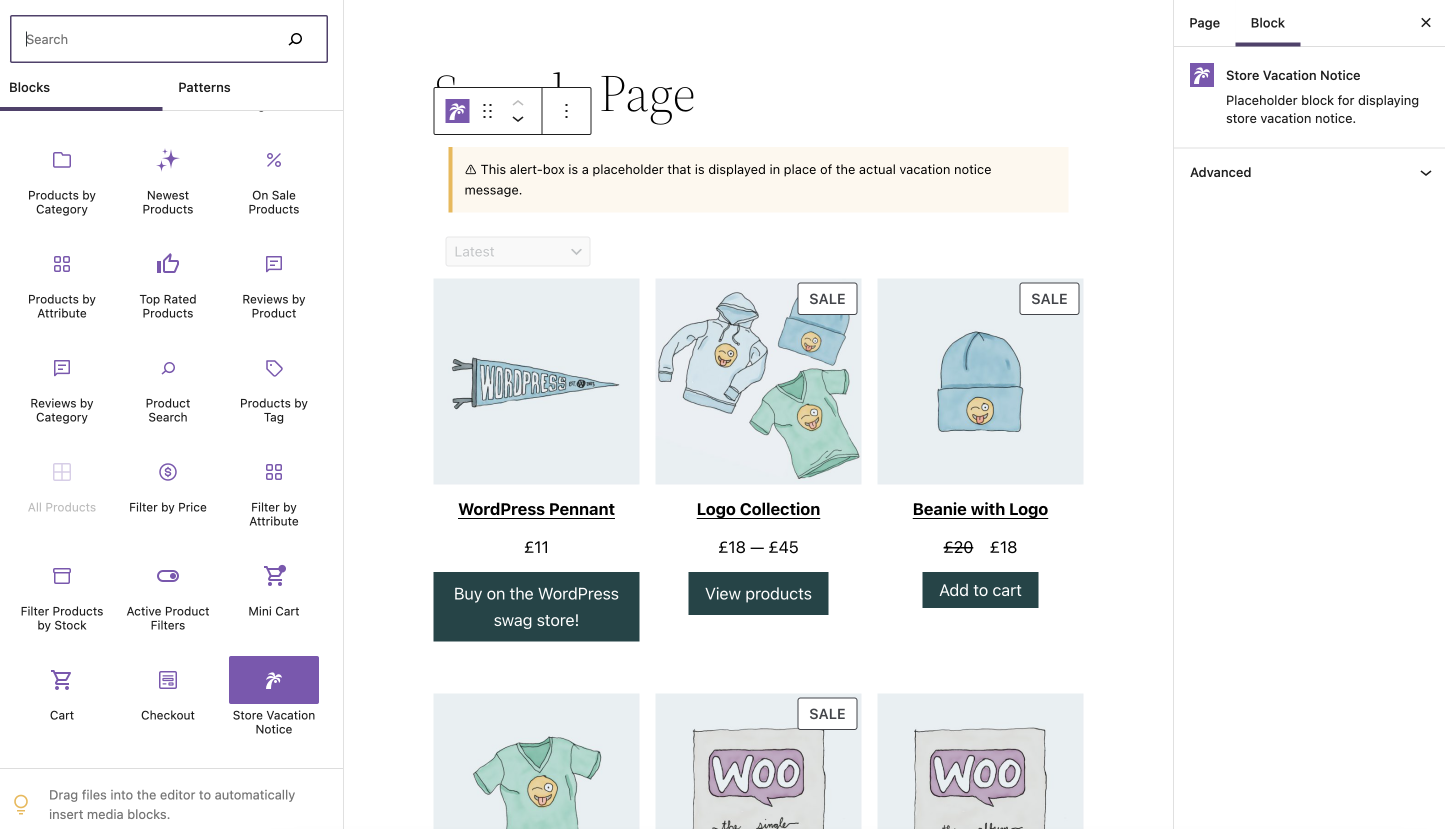 Search
Blocks
Patterns
Products by
Category
Newest
Products
On Sale
Products
Products by
Attribute
Top Rated
Products
Reviews by
Product
Reviews by
Category
Product
Search
Products by
Tag
All Products
Filter by Price
Filter by
Attribute
Filter Products
by Stock
Active Product
Filters
Mini Cart
Cart
Checkout
Store Vacation
Notice
Drag files into the editor to automatically
insert media blocks.
Page
⚠ This alert-box is a placeholder that is displayed in place of the actual vacation notice
message.
Latest
WORDPRESS
SALE
SALE
WordPress Pennant
£11
Buy on the WordPress
swag store!
Logo Collection
£18 — £45
View products
Beanie with Logo
£20 £18
Add to cart
SALE
WOO
the single
WOO
the
Page
Block
Store Vacation Notice
Placeholder block for displaying
store vacation notice.
Advanced